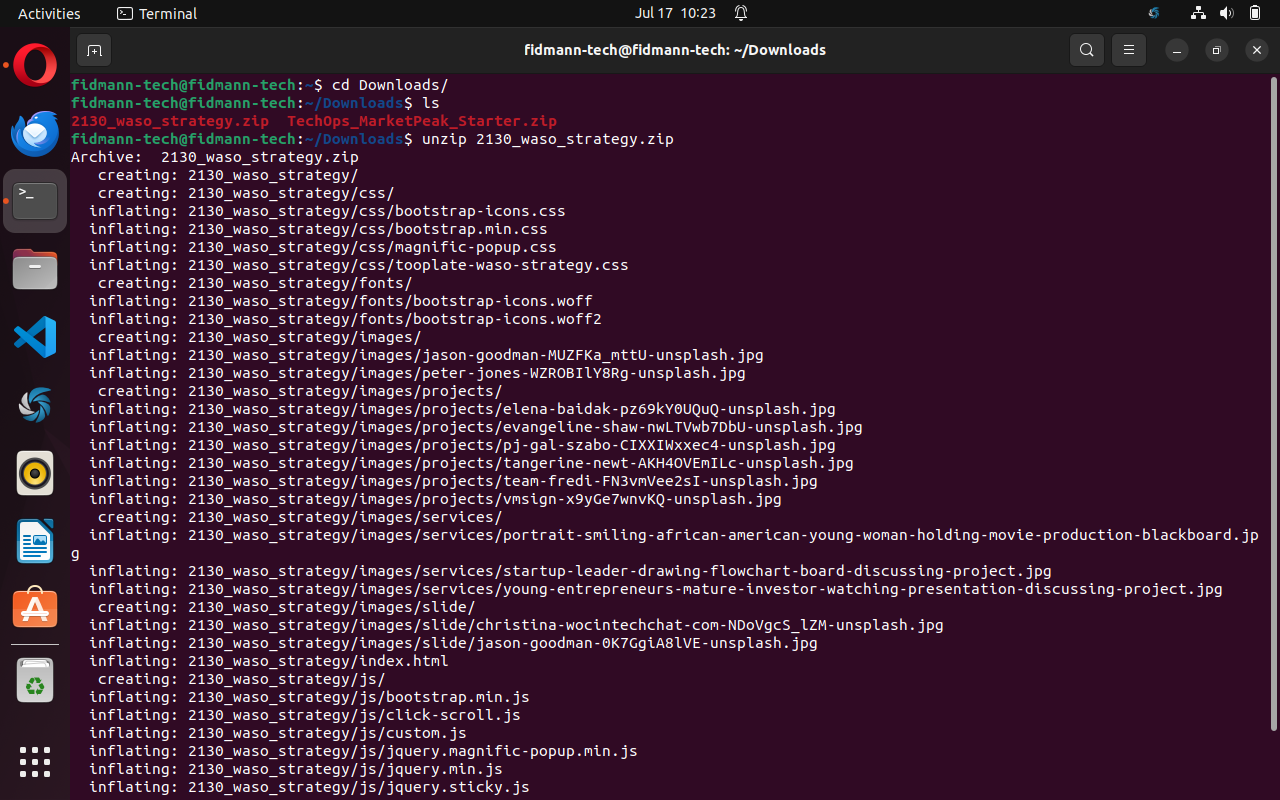 Activities
Terminal
Jul 17 10:23
fidmann-tech@fidmann-tech: ~/Downloads
fidmann-tech@fidmann-tech:~$ cd Downloads/
fidmann-tech@fidmann-tech:~/Downloads$ ls
2130_waso_strategy.zip  TechOps_MarketPeak_Starter.zip
fidmann-tech@fidmann-tech:~/Downloads$ unzip 2130_waso_strategy.zip
Archive:  2130_waso_strategy.zip
   creating: 2130_waso_strategy/
   creating: 2130_waso_strategy/css/
  inflating: 2130_waso_strategy/css/bootstrap-icons.css
  inflating: 2130_waso_strategy/css/bootstrap.min.css
  inflating: 2130_waso_strategy/css/magnific-popup.css
  inflating: 2130_waso_strategy/css/tooplate-waso-strategy.css
   creating: 2130_waso_strategy/fonts/
  inflating: 2130_waso_strategy/fonts/bootstrap-icons.woff
  inflating: 2130_waso_strategy/fonts/bootstrap-icons.woff2
   creating: 2130_waso_strategy/images/
  inflating: 2130_waso_strategy/images/jason-goodman-MUZFKa_mttU-unsplash.jpg
  inflating: 2130_waso_strategy/images/peter-jones-WZROBIlY8Rg-unsplash.jpg
   creating: 2130_waso_strategy/images/projects/
  inflating: 2130_waso_strategy/images/projects/elena-baidak-pz69kY0UQuQ-unsplash.jpg
  inflating: 2130_waso_strategy/images/projects/evangeline-shaw-nwLTVwb7DbU-unsplash.jpg
  inflating: 2130_waso_strategy/images/projects/pj-gal-szabo-CIXXIWxxec4-unsplash.jpg
  inflating: 2130_waso_strategy/images/projects/tangerine-newt-AKH4OVEmILc-unsplash.jpg
  inflating: 2130_waso_strategy/images/projects/team-fredi-FN3vmVee2sI-unsplash.jpg
  inflating: 2130_waso_strategy/images/projects/vmsign-x9yGe7wnvKQ-unsplash.jpg
   creating: 2130_waso_strategy/images/services/
  inflating: 2130_waso_strategy/images/services/portrait-smiling-african-american-young-woman-holding-movie-production-blackboard.jp
g
  inflating: 2130_waso_strategy/images/services/startup-leader-drawing-flowchart-board-discussing-project.jpg
  inflating: 2130_waso_strategy/images/services/young-entrepreneurs-mature-investor-watching-presentation-discussing-project.jpg
   creating: 2130_waso_strategy/images/slide/
  inflating: 2130_waso_strategy/images/slide/christina-wocintechchat-com-NDoVgcS_lZM-unsplash.jpg
  inflating: 2130_waso_strategy/images/slide/jason-goodman-0K7GgiA8lVE-unsplash.jpg
  inflating: 2130_waso_strategy/index.html
   creating: 2130_waso_strategy/js/
  inflating: 2130_waso_strategy/js/bootstrap.min.js
  inflating: 2130_waso_strategy/js/click-scroll.js
  inflating: 2130_waso_strategy/js/custom.js
  inflating: 2130_waso_strategy/js/jquery.magnific-popup.min.js
  inflating: 2130_waso_strategy/js/jquery.min.js
  inflating: 2130_waso_strategy/js/jquery.sticky.js